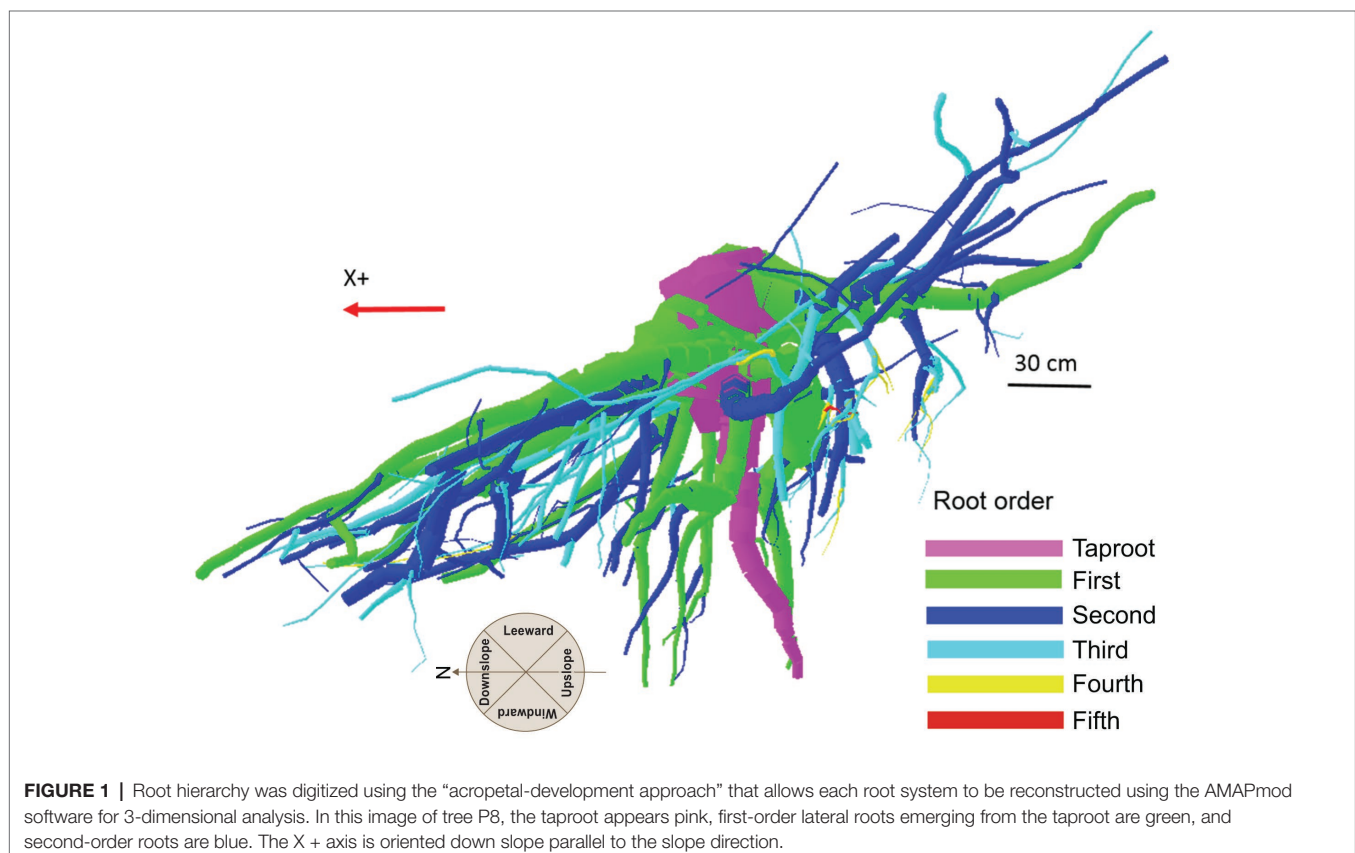 X+
30 cm
Root order
Taproot
First
Second
Third
Fourth
Fifth
Leeward
Downslope
Upslope
Windward
N
FIGURE 1 | Root hierarchy was digitized using the “acropetal-development approach” that allows each root system to be reconstructed using the AMAPmod
software for 3-dimensional analysis. In this image of tree P8, the taproot appears pink, first-order lateral roots emerging from the taproot are green, and
second-order roots are blue. The X + axis is oriented down slope parallel to the slope direction.